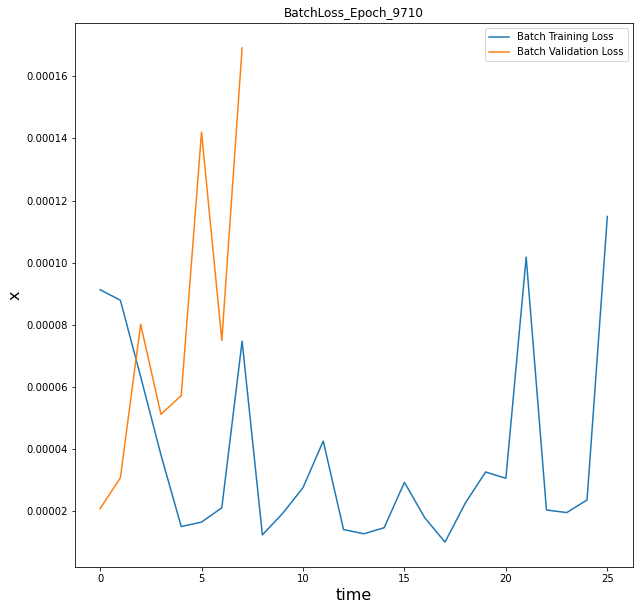 BatchLoss_Epoch_9710
Batch Training Loss
Batch Validation Loss
0.00016
0.00014
0.00012
0.00010
0.00008
0.00006
0.00004
0.00002
x
0 5 10 15 20 25
time